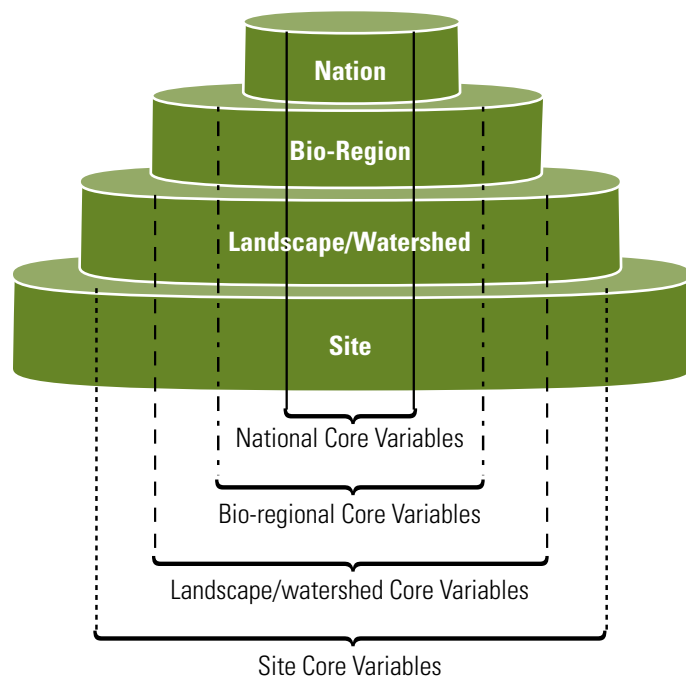 Nation
Bio-Region
Landscape/Watershed
Site
National Core Variables
Bio-regional Core Variables
Landscape/watershed Core Variables
Site Core Variables